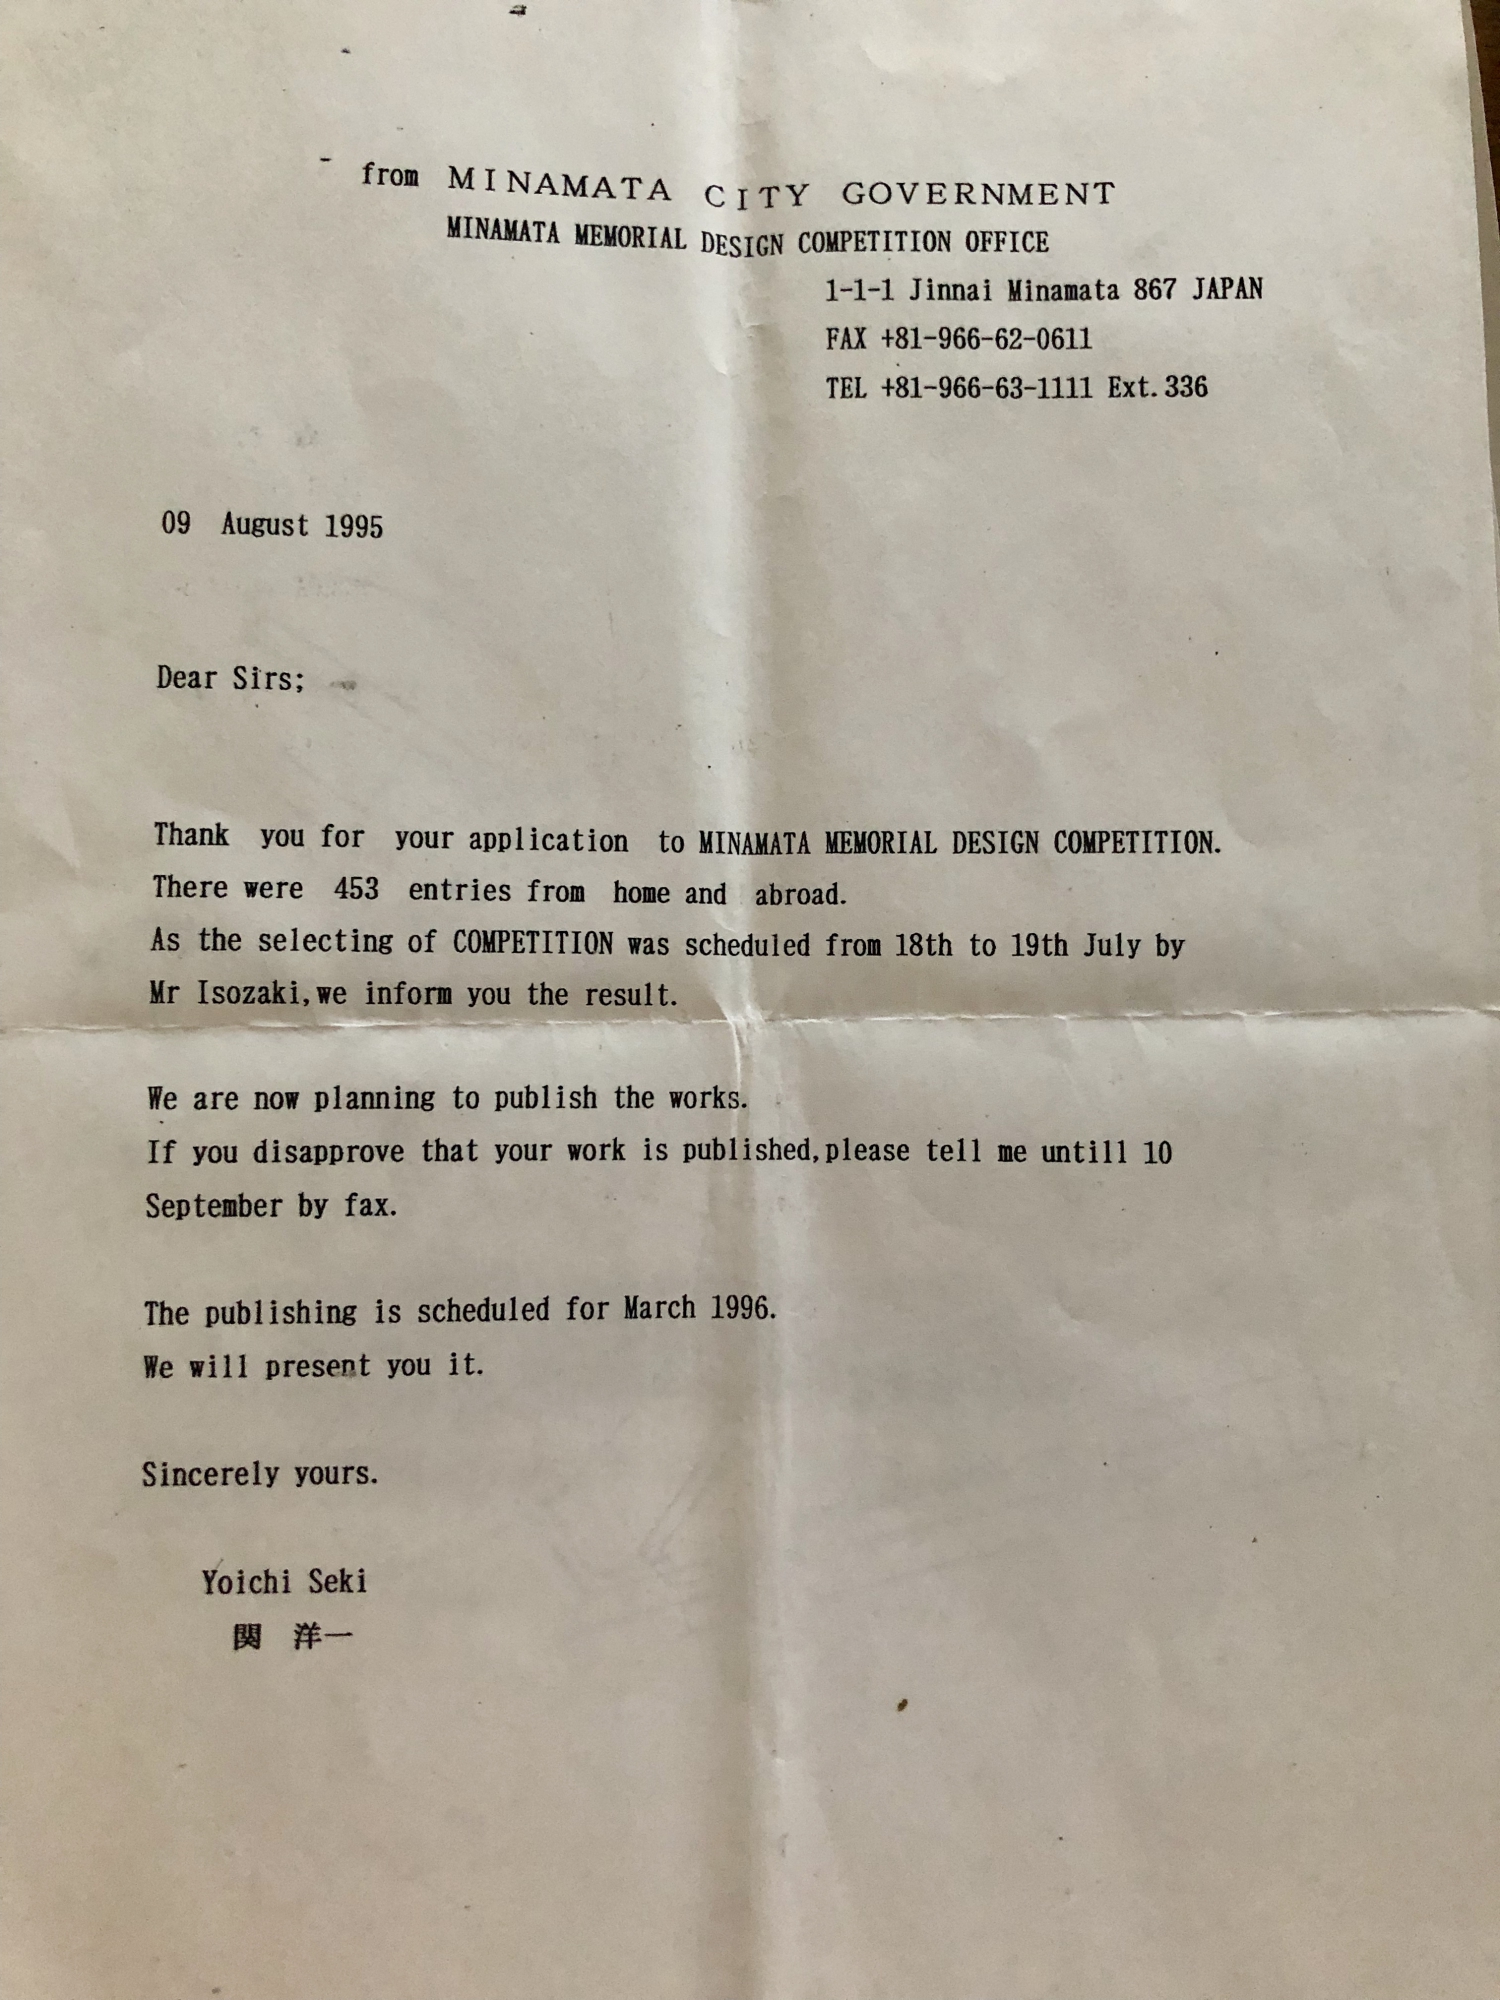 from MINAMATA CITY GOVERNMENT
MINAMATA MEMORIAL DESIGN COMPETITION OFFICE
1-1-1 Jinnai Minamata 867 JAPAN
FAX +81-966-62-0611
TEL +81-966-63-1111 Ext.336
09 August 1995
Dear Sirs;
Thank you for your application to MINAMATA MEMORIAL DESIGN COMPETITION.
There were 453 entries from home and abroad.
As the selecting of COMPETITION was scheduled from 18th to 19th July by
Mr Isozaki,we inform you the result.
We are now planning to publish the works.
If you disapprove that your work is published,please tell me untill 10
September by fax.
The publishing is scheduled for March 1996.
We will present you it.
Sincerely yours.
Yoichi Seki
関 洋一